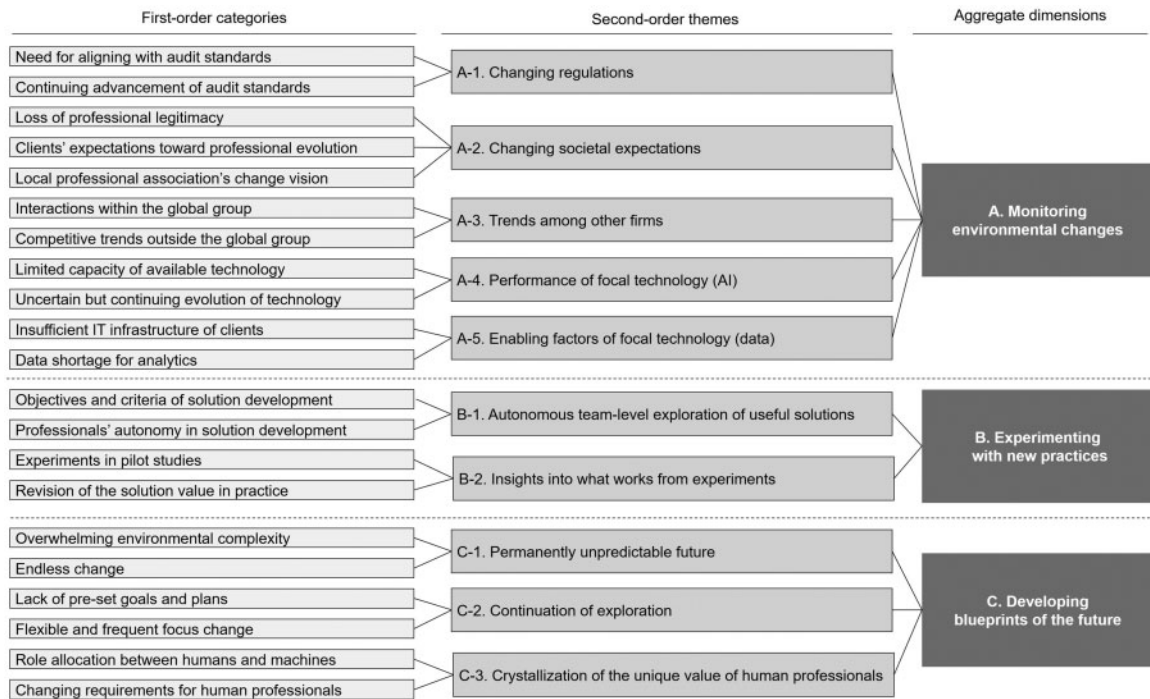 First-order categories
Second-order themes
Aggregate dimensions
Need for aligning with audit standards
Continuing advancement of audit standards
A-1. Changing regulations
Loss of professional legitimacy
Clients' expectations toward professional evolution
Local professional association's change vision
A-2. Changing societal expectations
Interactions within the global group
Competitive trends outside the global group
A-3. Trends among other firms
Limited capacity of available technology
Uncertain but continuing evolution of technology
A-4. Performance of focal technology (AI)
Insufficient IT infrastructure of clients
Data shortage for analytics
A-5. Enabling factors of focal technology (data)
A. Monitoring
environmental changes
Objectives and criteria of solution development
Professionals' autonomy in solution development
B-1. Autonomous team-level exploration of useful solutions
Experiments in pilot studies
Revision of the solution value in practice
B-2. Insights into what works from experiments
B. Experimenting
with new practices
Overwhelming environmental complexity
Endless change
C-1. Permanently unpredictable future
Lack of pre-set goals and plans
Flexible and frequent focus change
C-2. Continuation of exploration
Role allocation between humans and machines
Changing requirements for human professionals
C-3. Crystallization of the unique value of human professionals
C. Developing
blueprints of the future